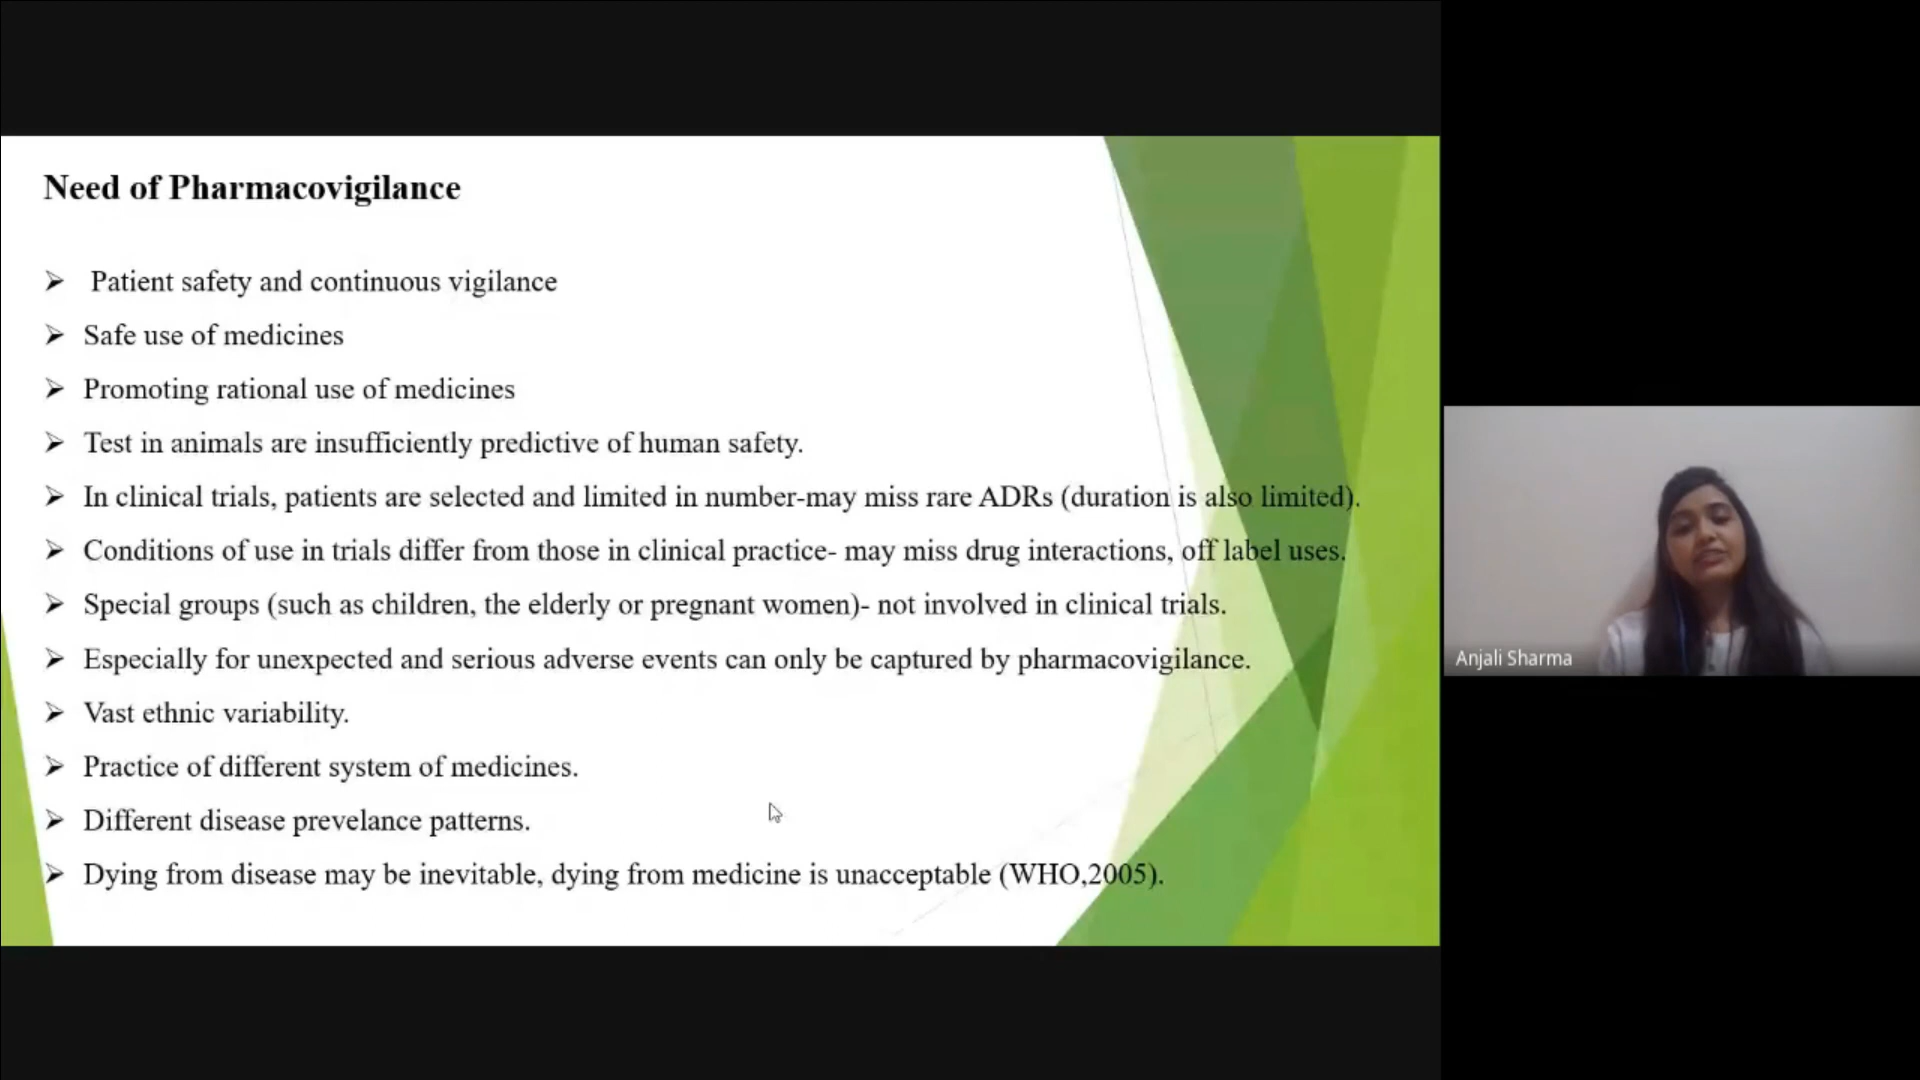 Need of Pharmacovigilance
➢ Patient safety and continuous vigilance
➢ Safe use of medicines
➢ Promoting rational use of medicines
➢ Test in animals are insufficiently predictive of human safety.
➢ In clinical trials, patients are selected and limited in number-may miss rare ADRs (duration is also limited).
➢ Conditions of use in trials differ from those in clinical practice- may miss drug interactions, off label uses.
➢ Special groups (such as children, the elderly or pregnant women)- not involved in clinical trials.
➢ Especially for unexpected and serious adverse events can only be captured by pharmacovigilance.
➢ Vast ethnic variability.
➢ Practice of different system of medicines.
➢ Different disease prevelance patterns.
➢ Dying from disease may be inevitable, dying from medicine is unacceptable (WHO,2005).
Anjali Sharma